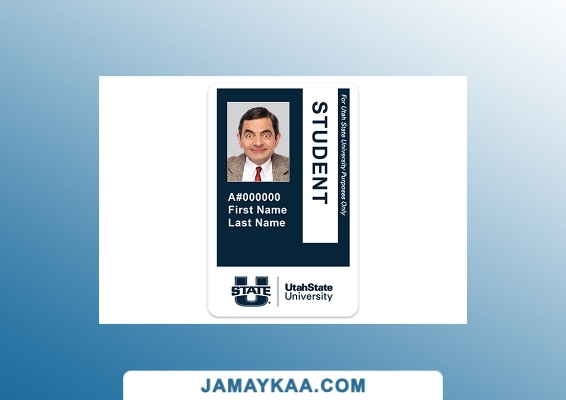 STUDENT
For Utah State University Purposes Only
A#000000
First Name
Last Name
U
STATE
UtahState
University
JAMAYKAA.COM